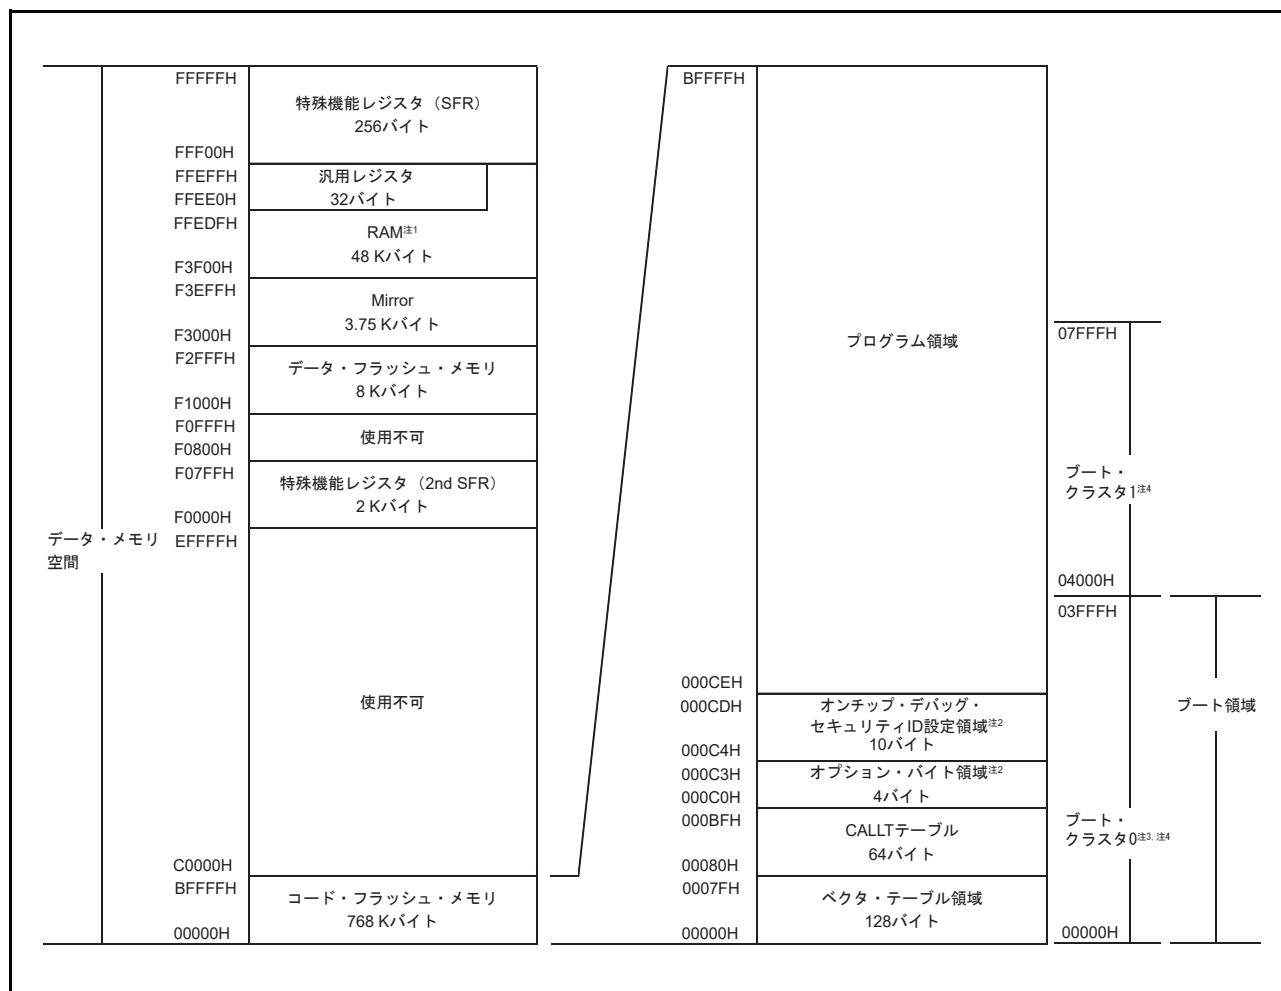 FFFFFH
特殊機能レジスタ（SFR）
256バイト
FFF00H
FFEFFH
汎用レジスタ
32バイト
FFEE0H
FFEDFH
RAM注1
48 Kバイト
F3F00H
F3EFFH
Mirror
3.75 Kバイト
F3000H
F2FFFH
データ・フラッシュ・メモリ
8 Kバイト
F1000H
F0FFFH
使用不可
F0800H
F07FFH
特殊機能レジスタ（2nd SFR）
2 Kバイト
F0000H
データ・メモリ
空間
EFFFFH
使用不可
C0000H
BFFFFH
コード・フラッシュ・メモリ
768 Kバイト
00000H
BFFFFH
プログラム領域
000CEH
000CDH
オンチップ・デバッグ・
セキュリティID設定領域注2
10バイト
000C4H
000C3H
オプション・バイト領域注2
4バイト
000C0H
000BFH
CALLTテーブル
64バイト
00080H
0007FH
ベクタ・テーブル領域
128バイト
00000H
07FFFH
ブート・
クラスタ1注4
04000H
03FFFH
ブート領域
ブート・
クラスタ0注3, 注4
00000H